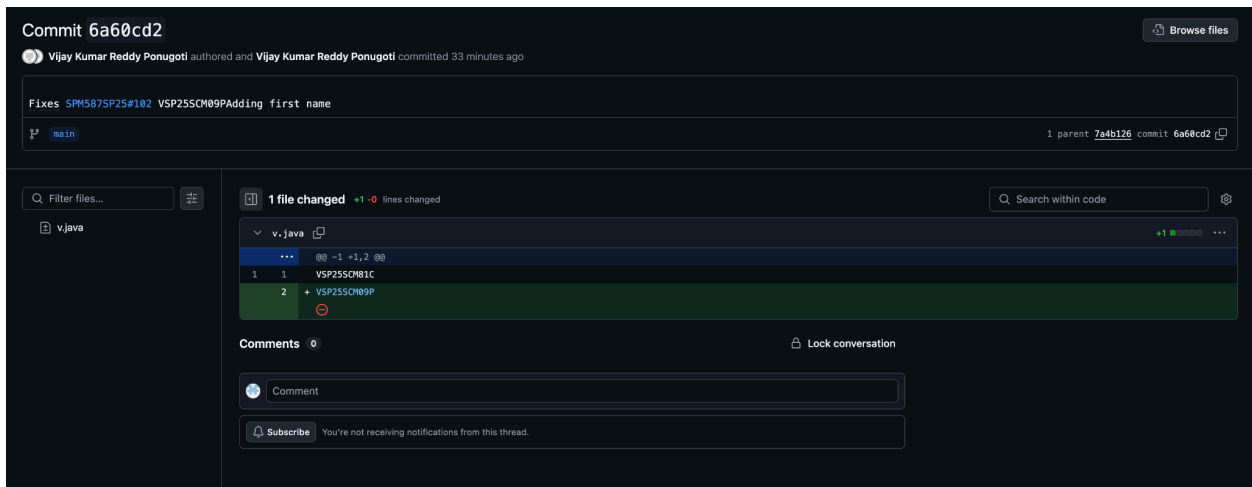 Commit 6a60cd2
Browse files
Vijay Kumar Reddy Ponugoti authored and Vijay Kumar Reddy Ponugoti committed 33 minutes ago
Fixes SPM587SP25#102 VSP25SCM09PAdding first name
main
1 parent 7a4b126 commit 6a60cd2
Filter files...
1 file changed +1 -0 lines changed
Search within code
v.java
v.java
+1
@@ -1 +1,2 @@
1 1 VSP25SCM81C
2 + VSP25SCM09P
Comments 0
Lock conversation
Comment
Subscribe You're not receiving notifications from this thread.